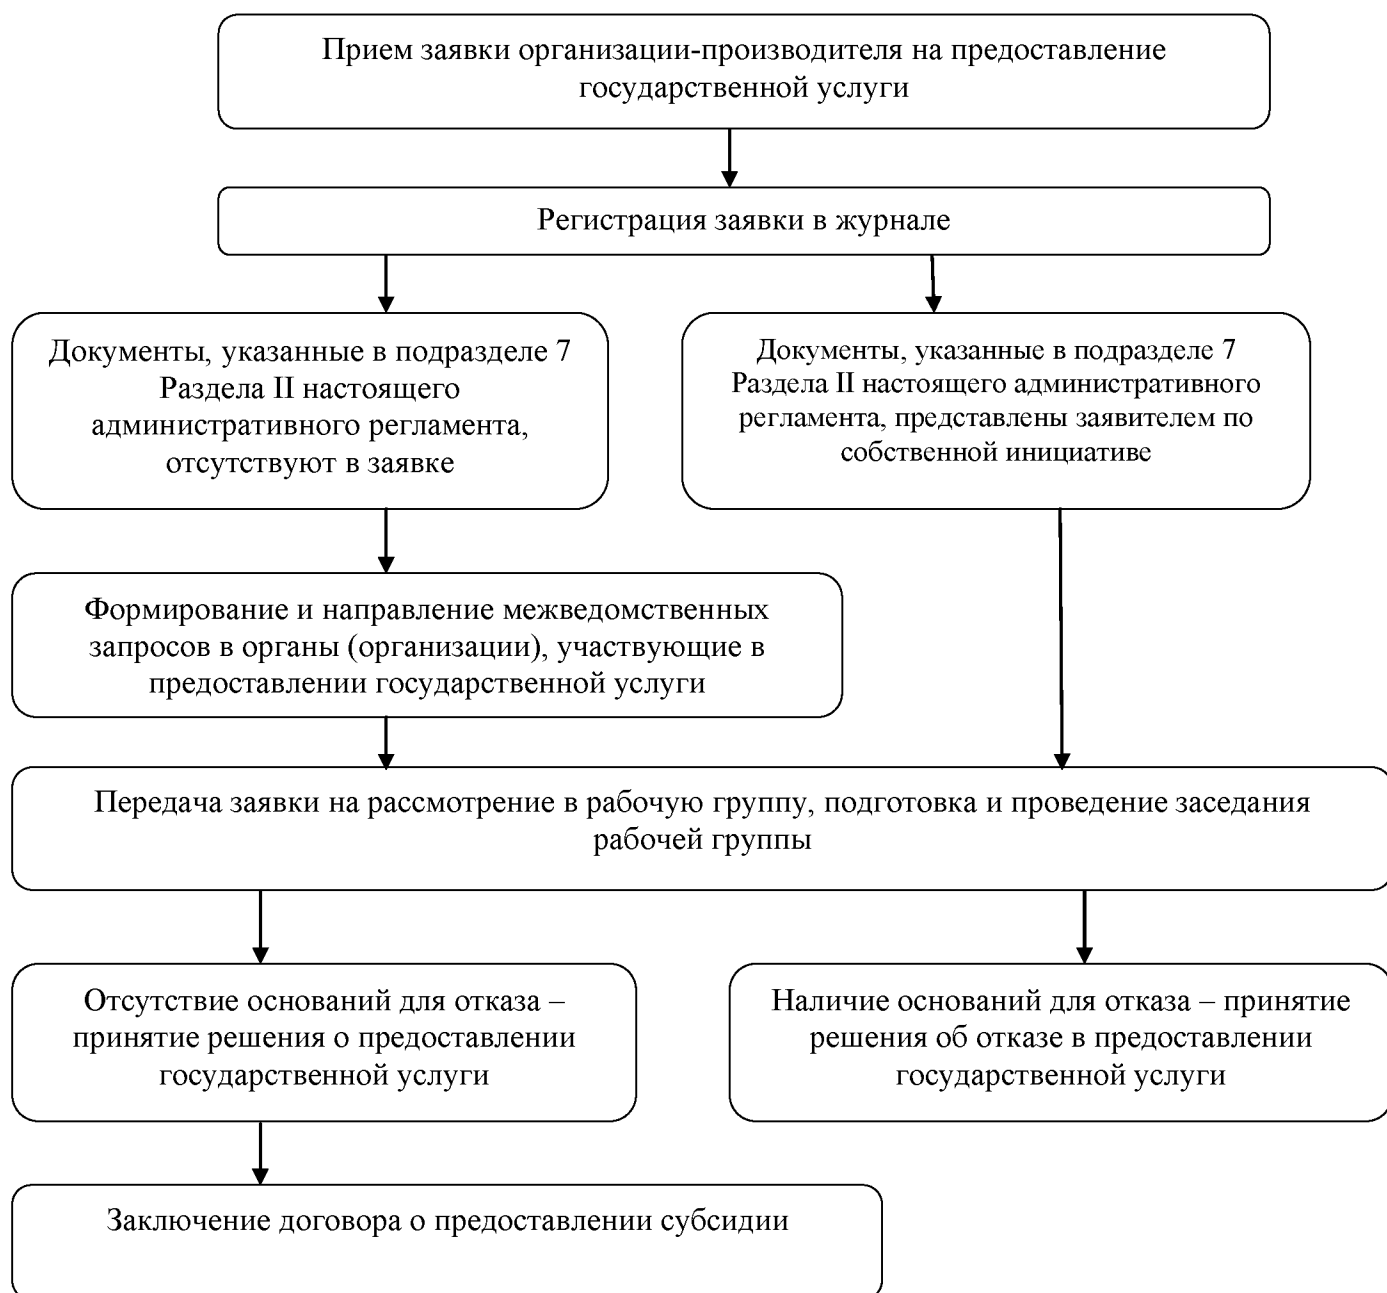 Прием заявки организации-производителя на предоставление
государственной услуги
Регистрация заявки в журнале
Документы, указанные в подразделе 7
Раздела II настоящего
административного регламента,
отсутствуют в заявке
Документы, указанные в подразделе 7
Раздела II настоящего административного
регламента, представлены заявителем по
собственной инициативе
Формирование и направление межведомственных
запросов в органы (организации), участвующие в
предоставлении государственной услуги
Передача заявки на рассмотрение в рабочую группу, подготовка и проведение заседания
рабочей группы
Отсутствие оснований для отказа –
принятие решения о предоставлении
государственной услуги
Наличие оснований для отказа – принятие
решения об отказе в предоставлении
государственной услуги
Заключение договора о предоставлении субсидии